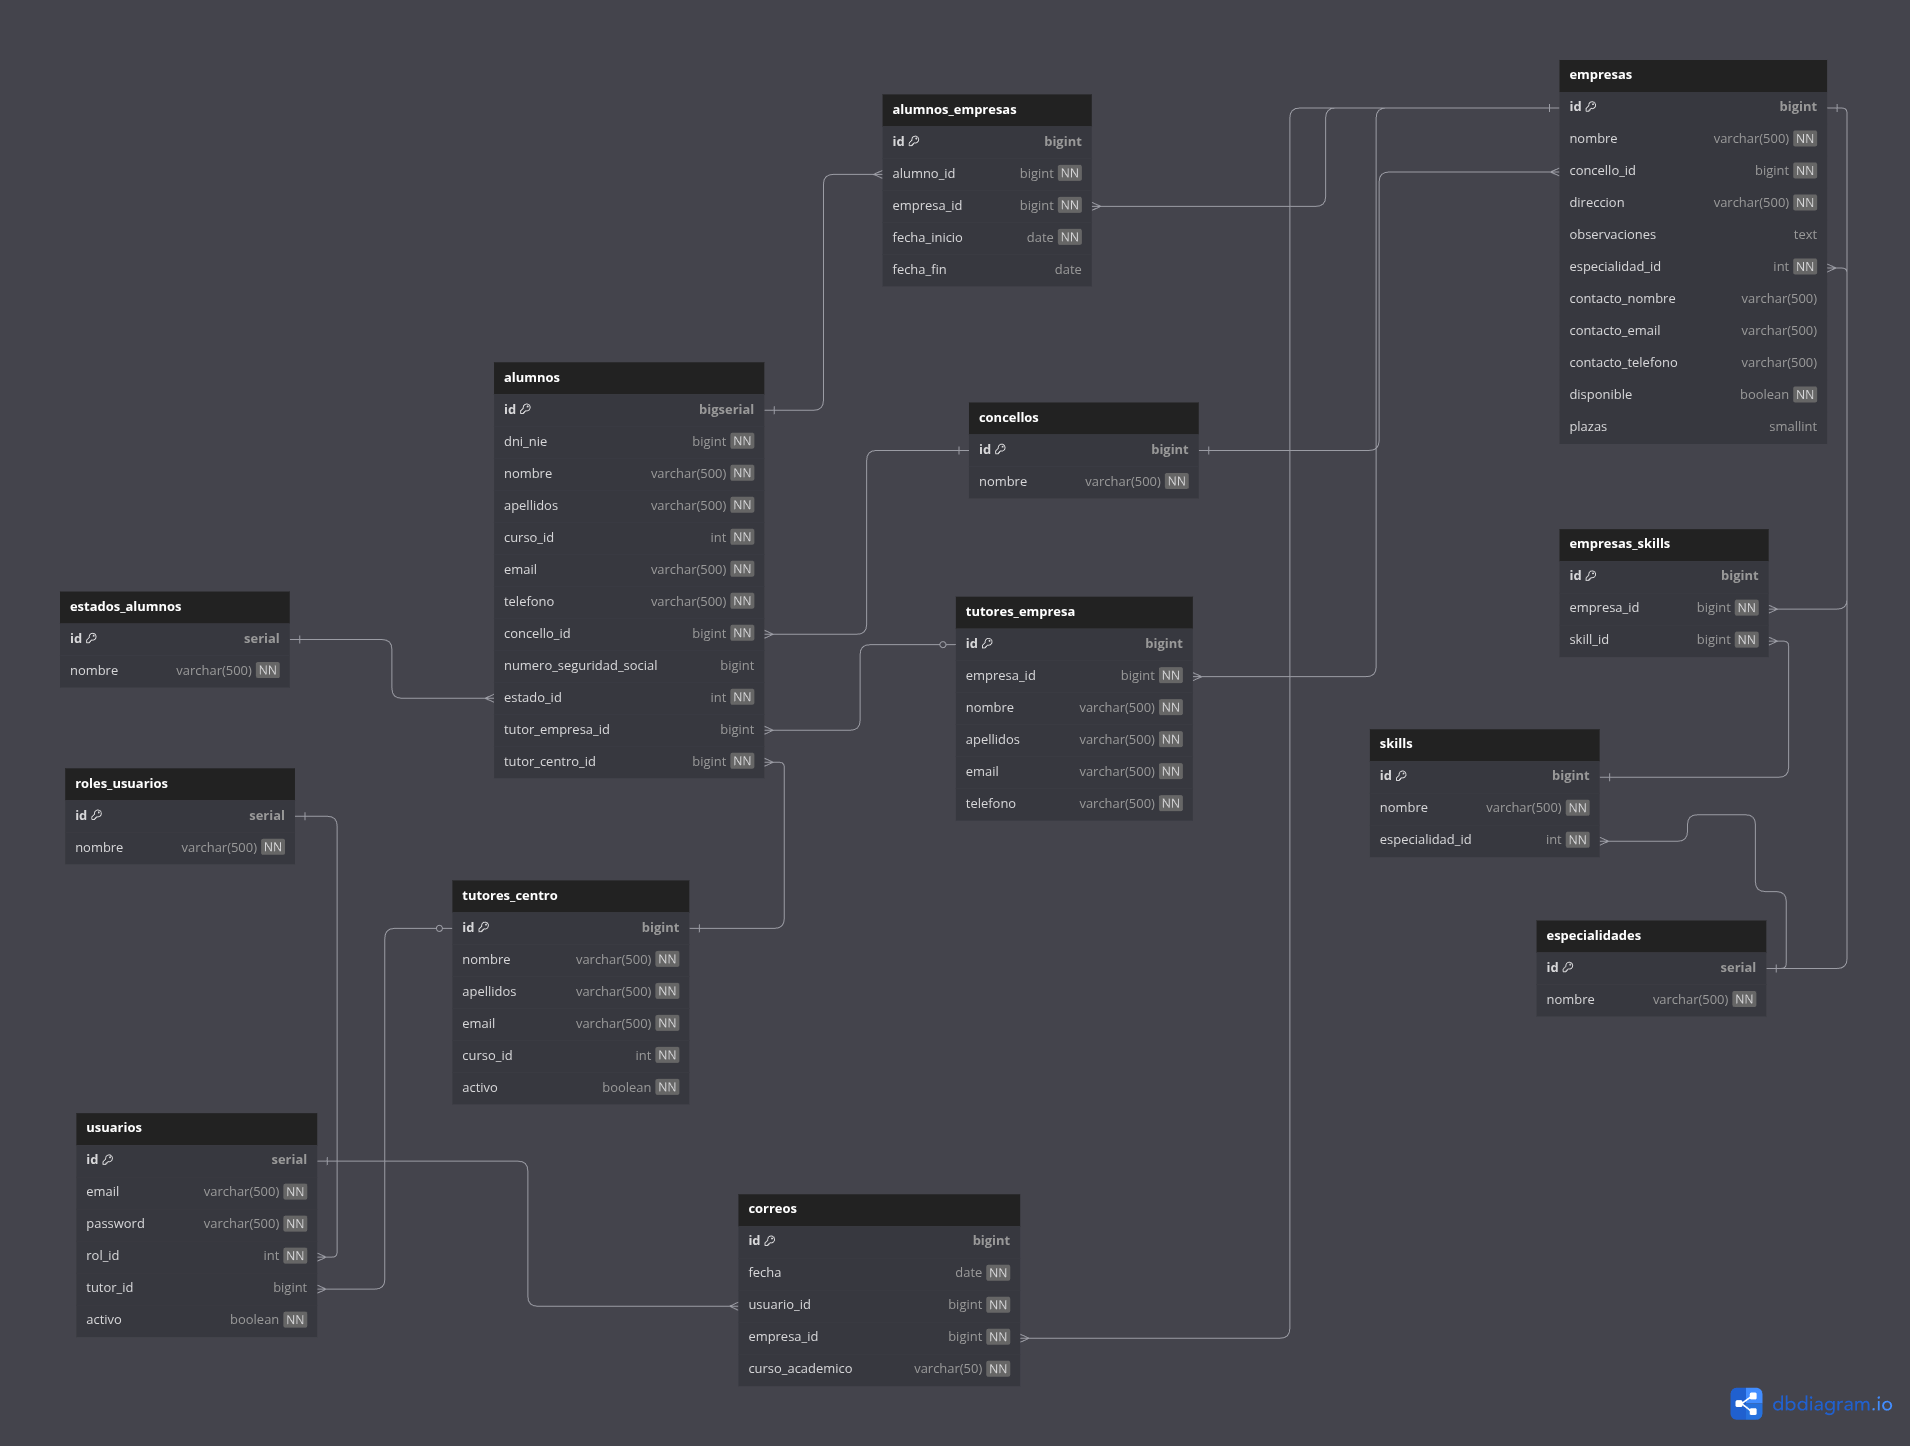 empresas
id bigint
nombre varchar(500) NN
concello_id bigint NN
direccion varchar(500) NN
observaciones text
especialidad_id int NN
contacto_nombre varchar(500)
contacto_email varchar(500)
contacto_telefono varchar(500)
disponible boolean NN
plazas smallint
alumnos_empresas
id bigint
alumno_id bigint NN
empresa_id bigint NN
fecha_inicio date NN
fecha_fin date
alumnos
id bigserial
dni_nie bigint NN
nombre varchar(500) NN
apellidos varchar(500) NN
curso_id int NN
email varchar(500) NN
telefono varchar(500) NN
concello_id bigint NN
numero_seguridad_social bigint
estado_id int NN
tutor_empresa_id bigint
tutor_centro_id bigint NN
concellos
id bigint
nombre varchar(500) NN
empresas_skills
id bigint
empresa_id bigint NN
skill_id bigint NN
estados_alumnos
id serial
nombre varchar(500) NN
tutores_empresa
id bigint
empresa_id bigint NN
nombre varchar(500) NN
apellidos varchar(500) NN
email varchar(500) NN
telefono varchar(500) NN
skills
id bigint
nombre varchar(500) NN
especialidad_id int NN
roles_usuarios
id serial
nombre varchar(500) NN
tutores_centro
id bigint
nombre varchar(500) NN
apellidos varchar(500) NN
email varchar(500) NN
curso_id int NN
activo boolean NN
especialidades
id serial
nombre varchar(500) NN
usuarios
id serial
email varchar(500) NN
password varchar(500) NN
rol_id int NN
tutor_id bigint
activo boolean NN
correos
id bigint
fecha date NN
usuario_id bigint NN
empresa_id bigint NN
curso_academico varchar(50) NN
dbdiagram.io